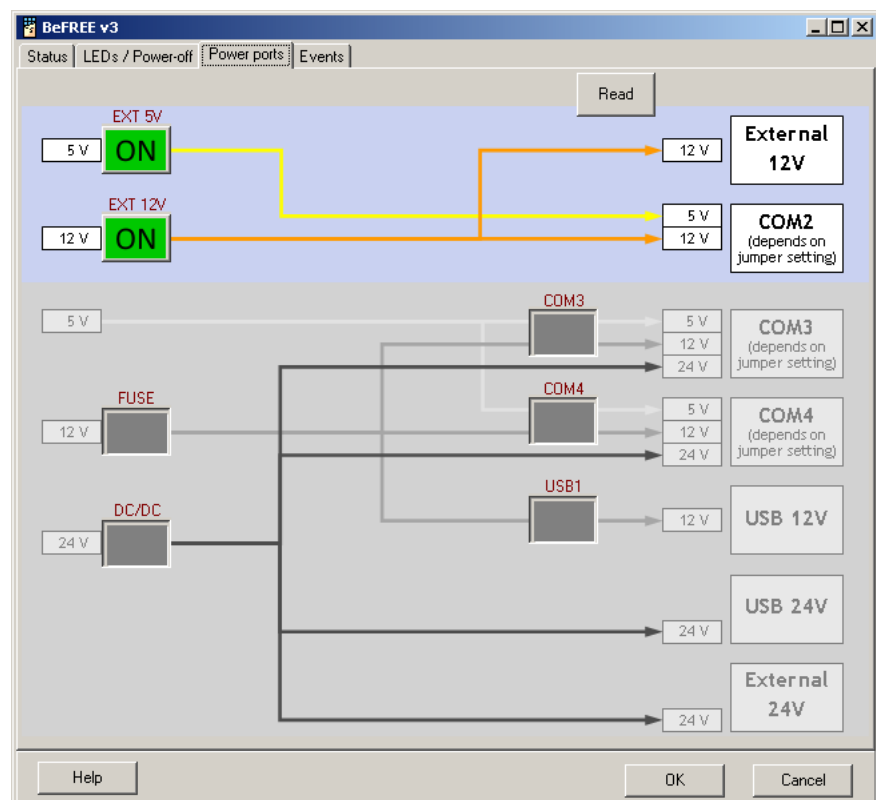 BeFREE v3
Status LEDs / Power-off Power ports Events
Read
EXT 5V
5 V ON
12 V External
12V
EXT 12V
12 V ON
5 V
12 V
COM2
(depends on
jumper setting)
5 V
COM3
5 V
12 V
24 V
COM3
(depends on
jumper setting)
FUSE
12 V
COM4
5 V
12 V
24 V
COM4
(depends on
jumper setting)
DC/DC
24 V
USB1
12 V USB 12V
24 V
USB 24V
24 V
External
24V
Help OK Cancel